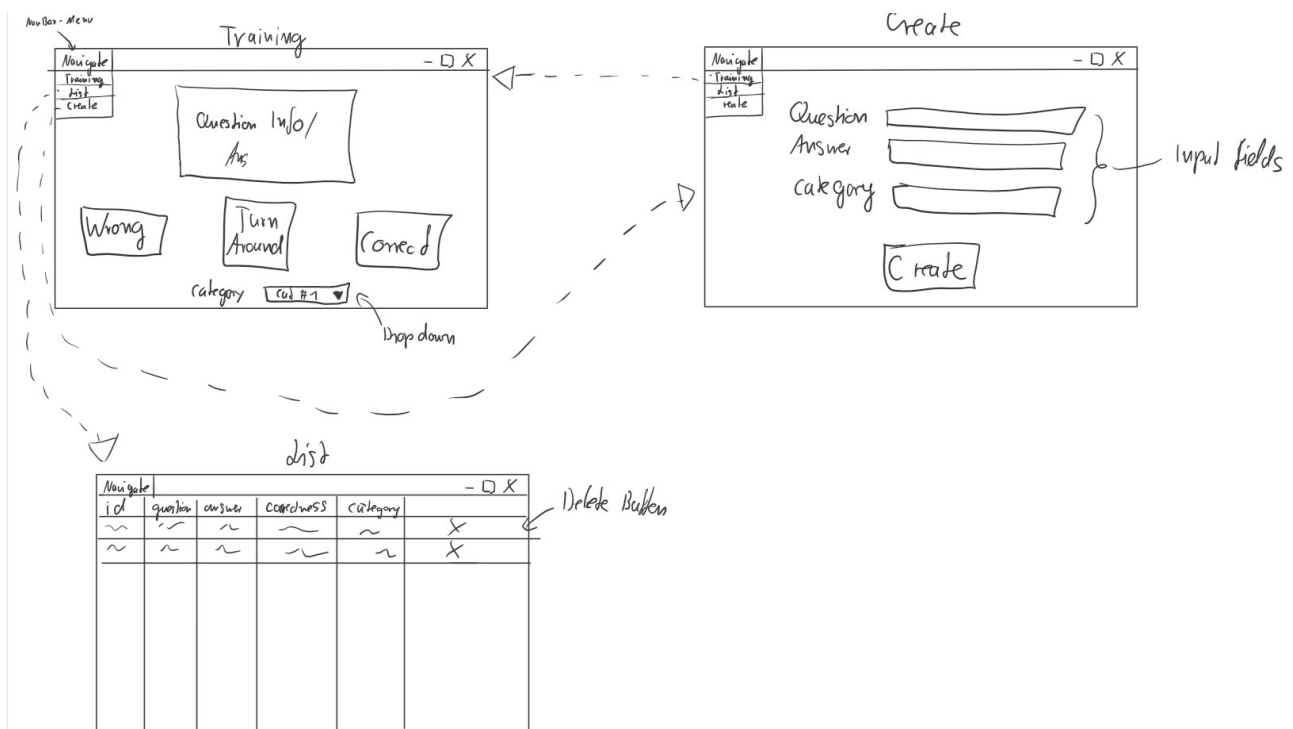 NavBar-Menu
Training
Navigate
- □ X
Training
List
Create
Question Info/
Ans
Wrong
Turn
Around
Correcd
Category
Cat #1
Drop down
Create
Navigate
- □ X
Training
List
reate
Question
Answer
Category
Input fields
Create
List
Navigate
- □ X
id question answer correctness category
X
X
Delete Button